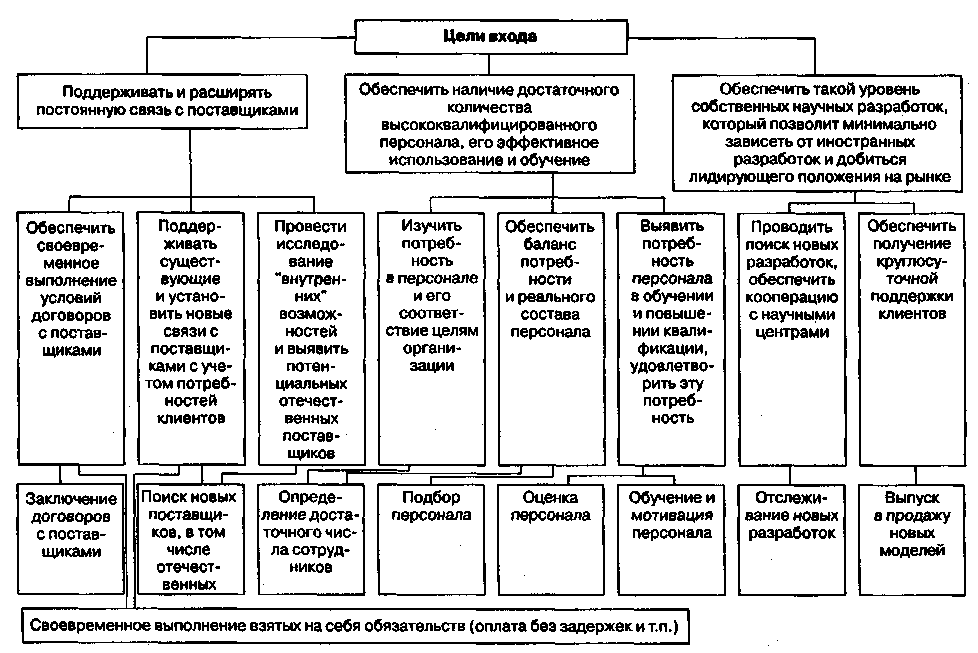 Цели входа
Поддерживать и расширять
постоянную связь с поставщиками
Обеспечить наличие достаточного
количества
высококвалифицированного
персонала, его эффективное
использование и обучение
Обеспечить такой уровень
собственных научных разработок,
который позволит минимально
зависеть от иностранных
разработок и добиться
лидирующего положения на рынке
Обеспечить
своевре-
менное
выполнение
условий
договоров
с постав-
щиками
Поддер-
живать
сущест-
вующие
и устано-
вить новые
связи с
поставщи-
ками с уче-
том потреб-
ностей
клиентов
Провести
исследо-
вание
"внутрен-
них"
возмож-
ностей
и выявить
потен-
циальных
отечест-
венных
постав-
щиков
Изучить
потреб-
ность
в персонале
и его
соответ-
ствие целям
органи-
зации
Обеспечить
баланс
потреб-
ности
и реального
состава
персонала
Выявить
потреб-
ность
персонала
в обучении
и повыше-
нии квали-
фикации,
удовлетво-
рить эту
потреб-
ность
Проводить
поиск новых
разработок,
обеспечить
кооперацию
с научными
центрами
Обеспечить
получение
круглосу-
точной
поддержки
клиентов
Заключение
договоров
с постав-
щиками
Поиск новых
поставщи-
ков, в том
числе
отечест-
венных
Опреде-
ление доста-
точного чис-
ла сотруд-
ников
Подбор
персонала
Оценка
персонала
Обучение и
мотивация
персонала
Отслежи-
вание новых
разработок
Выпуск
в продажу
новых
моделей
Своевременное выполнение взятых на себя обязательств (оплата без задержек и т.п.)